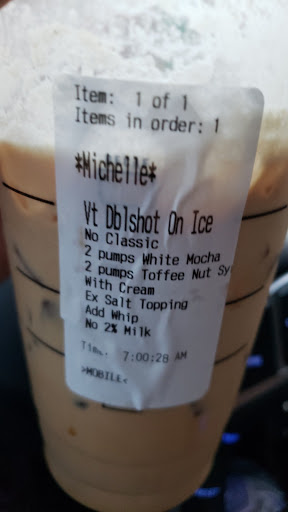 Item: 1 of 1
Items in order: 1
*Michelle*
Vt Dblshot On Ice
No Classic
2 pumps White Mocha
2 pumps Toffee Nut Sy
With Cream
Ex Salt Topping
Add Whip
No 2% Milk
Time: 7:00:28 AM
>MOBILE<